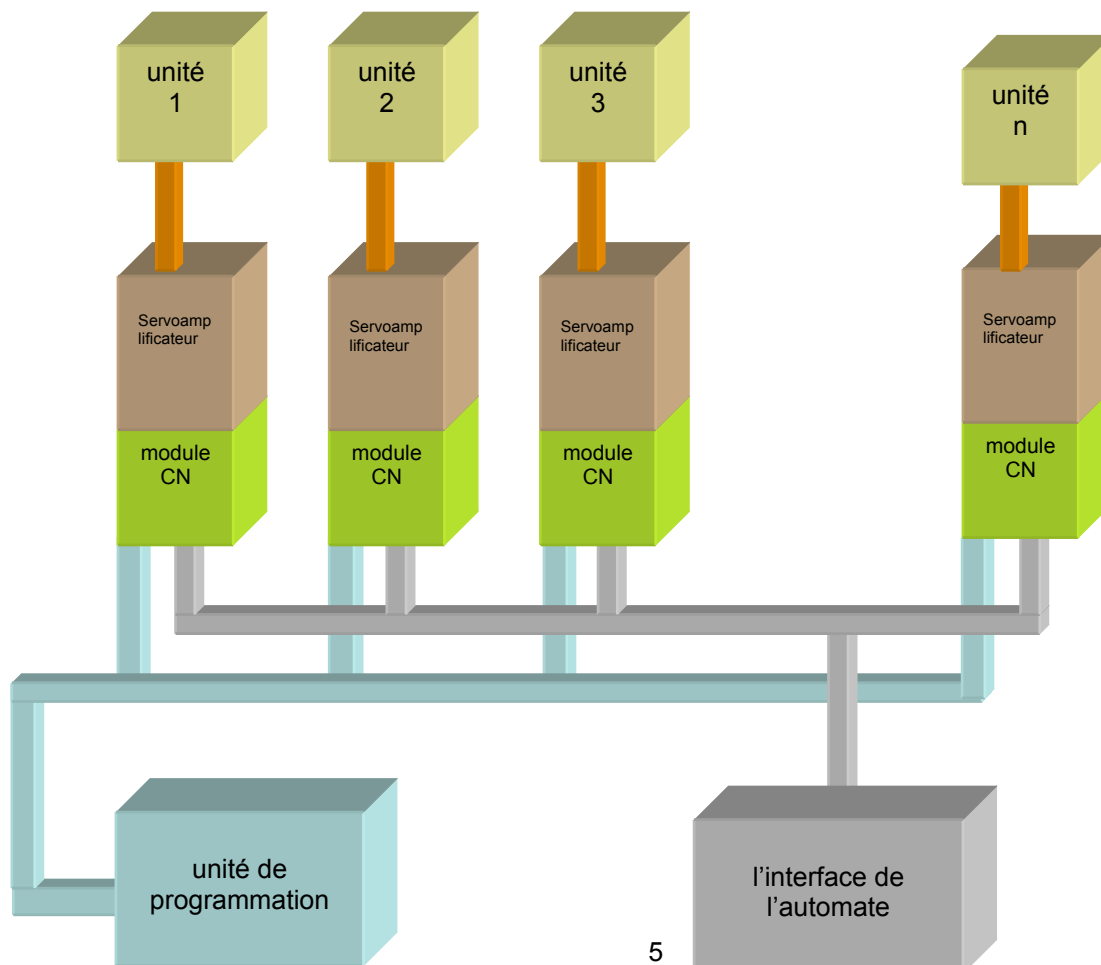 unité
1
unité
2
unité
3
unité
n
Servoamp
lificateur
Servoamp
lificateur
Servoamp
lificateur
Servoamp
lificateur
module
CN
module
CN
module
CN
module
CN
unité de
programmation
l’interface de
l’automate
5